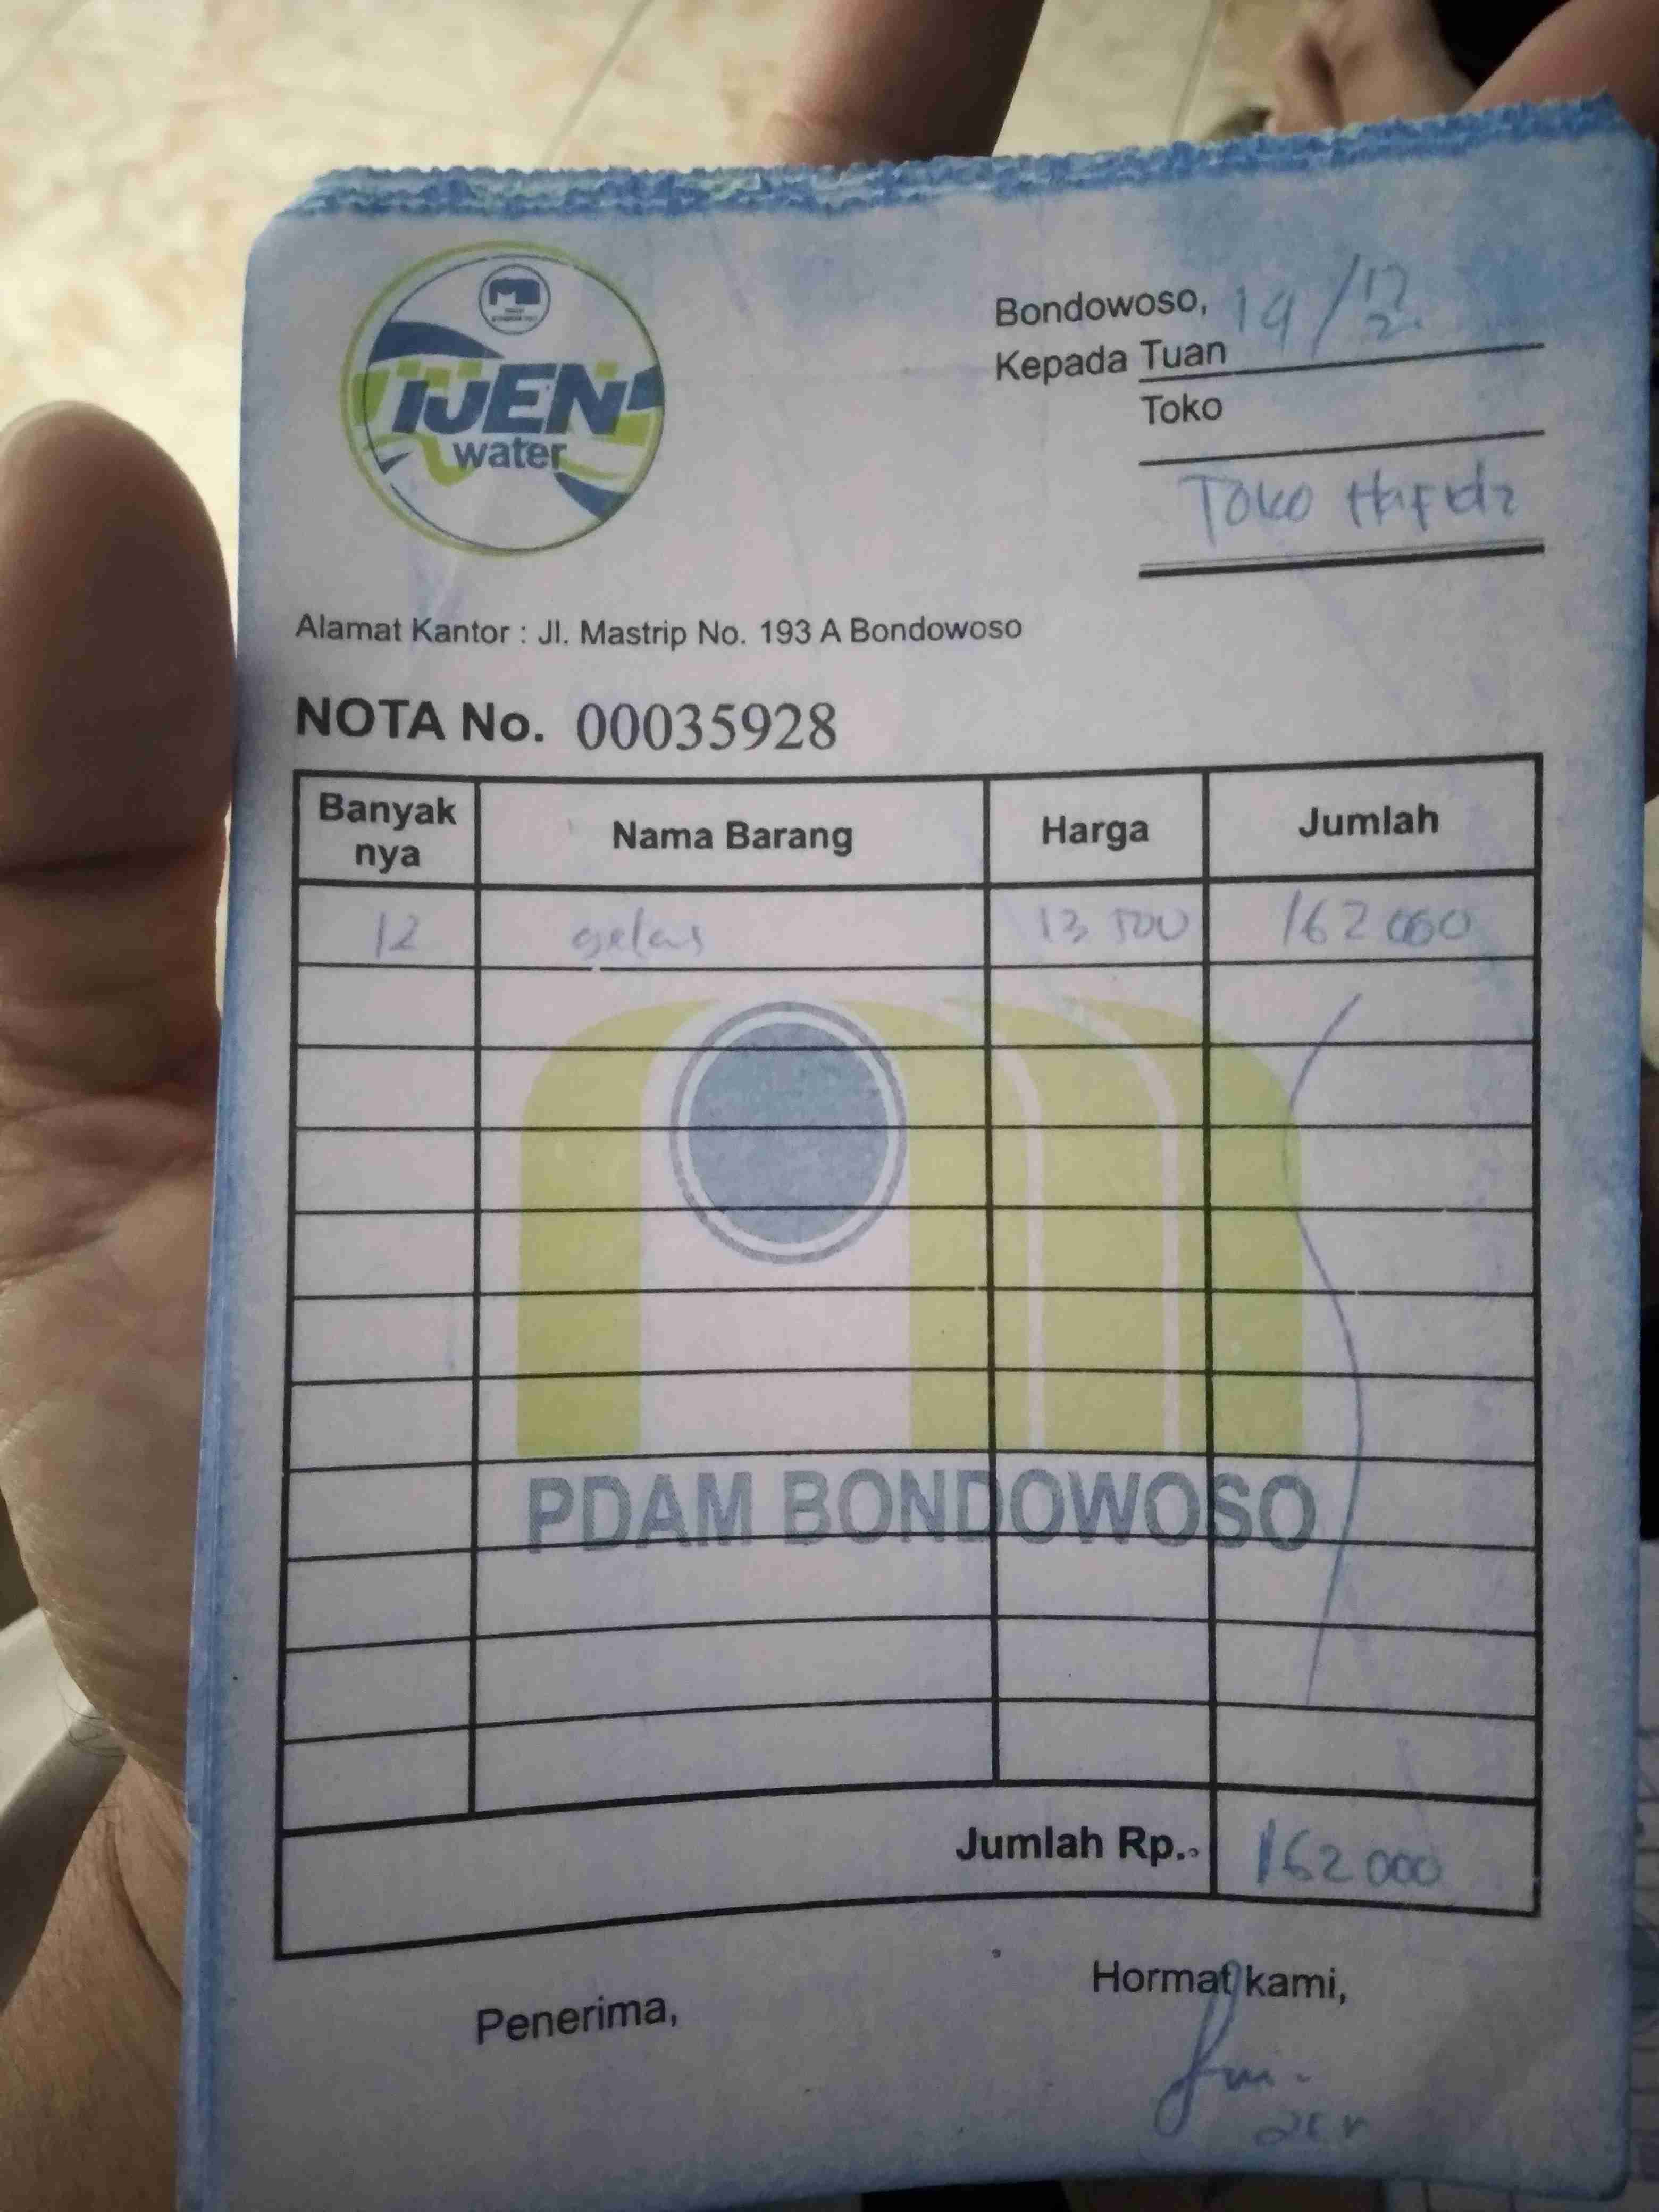 IJEN
water
Bondowoso, 19/12
Kepada Tuan
Toko
Toko Hafidz
Alamat Kantor : Jl. Mastrip No. 193 A Bondowoso
NOTA No. 00035928
Banyak nya Nama Barang Harga Jumlah
12 gelas 13 500 162 000
PDAM BONDOWOSO
Jumlah Rp. 162 000
Penerima, Hormat kami,